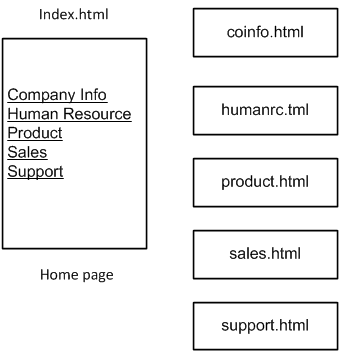 Index.html
Company Info
Human Resource
Product
Sales
Support
Home page
coinfo.html
humanrc.tml
product.html
sales.html
support.html